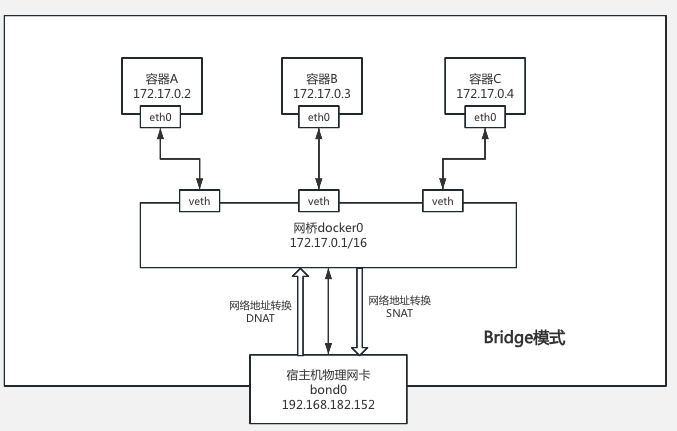 容器A
172.17.0.2
eth0
容器B
172.17.0.3
eth0
容器C
172.17.0.4
eth0
veth
veth
veth
网桥docker0
172.17.0.1/16
网络地址转换
DNAT
网络地址转换
SNAT
Bridge模式
宿主机物理网卡
bond0
192.168.182.152